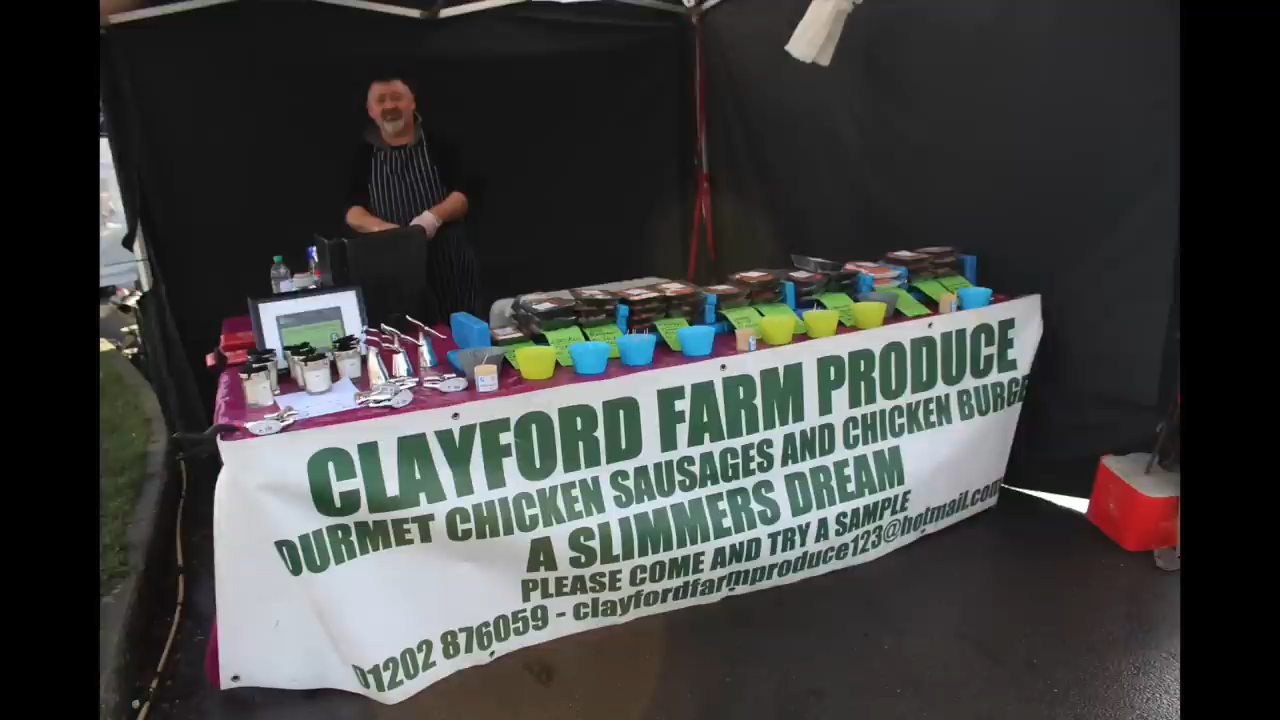 CLAYFORD FARM PRODUCE
OURMET CHICKEN SAUSAGES AND CHICKEN BURGE
A SLIMMERS DREAM
PLEASE COME AND TRY A SAMPLE
01202 876059 - clayfordfarmproduce123@hotmail.com